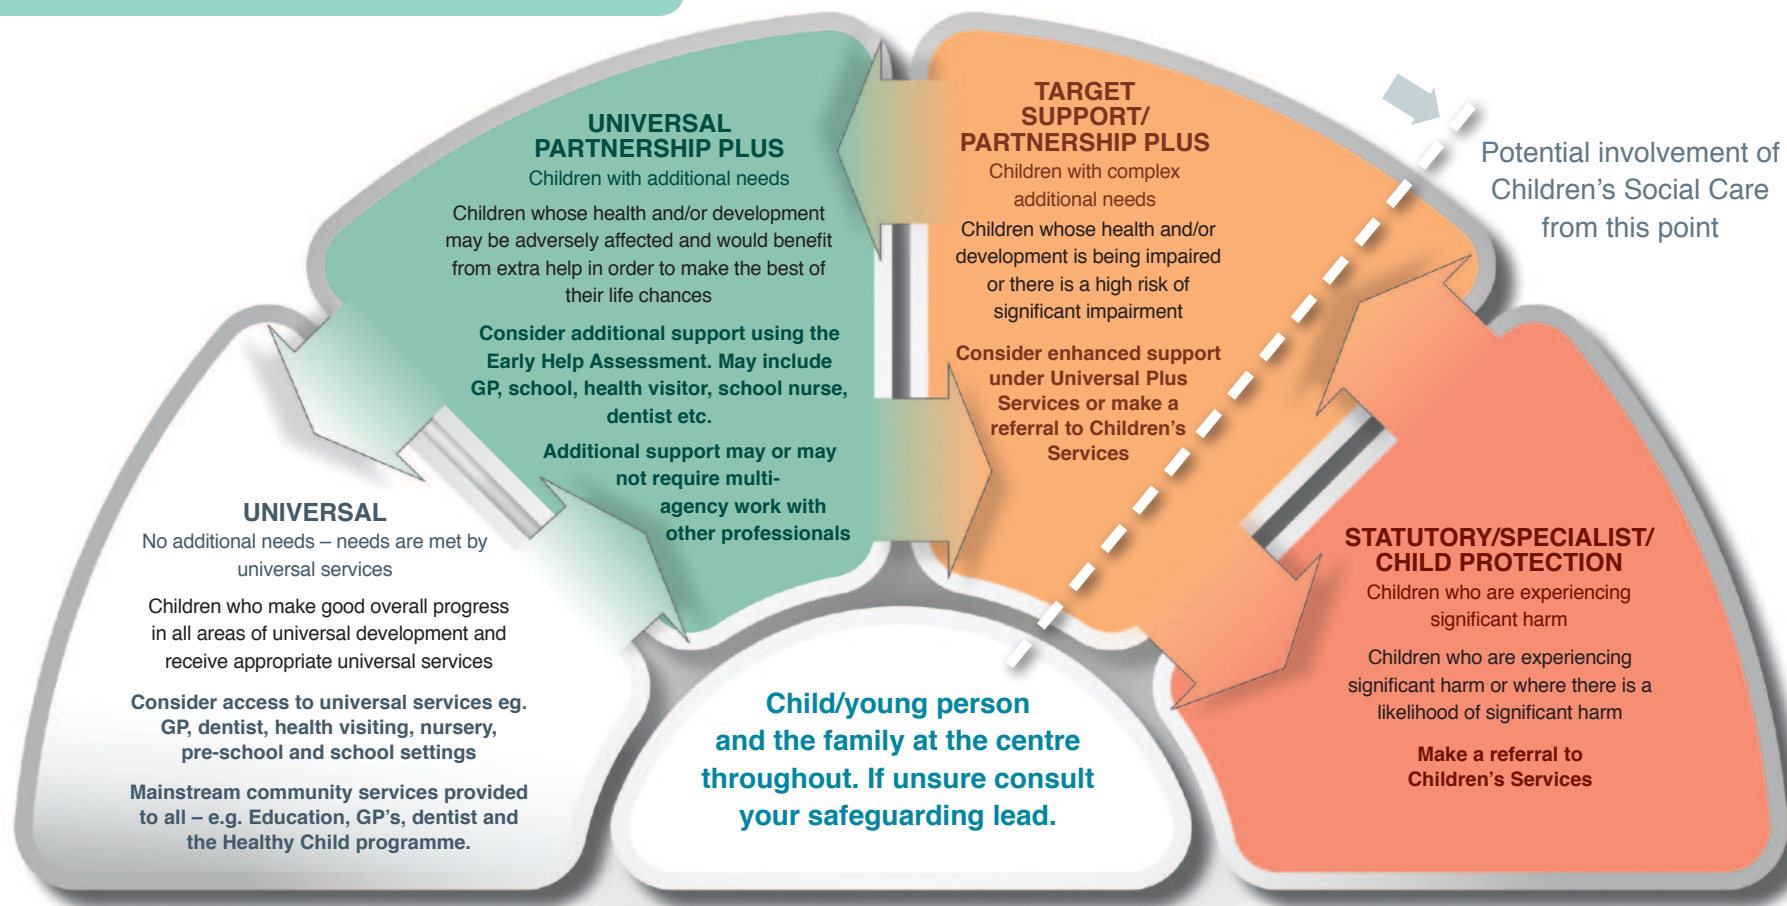 UNIVERSAL
PARTNERSHIP PLUS
Children with additional needs
Children whose health and/or development
may be adversely affected and would benefit
from extra help in order to make the best of
their life chances
Consider additional support using the
Early Help Assessment. May include
GP, school, health visitor, school nurse,
dentist etc.
Additional support may or may
not require multi-
agency work with
other professionals
TARGET
SUPPORT/
PARTNERSHIP PLUS
Children with complex
additional needs
Children whose health and/or
development is being impaired
or there is a high risk of
significant impairment
Consider enhanced support
under Universal Plus
Services or make a
referral to Children's
Services
Potential involvement of
Children's Social Care
from this point
UNIVERSAL
No additional needs – needs are met by
universal services
Children who make good overall progress
in all areas of universal development and
receive appropriate universal services
Consider access to universal services eg.
GP, dentist, health visiting, nursery,
pre-school and school settings
Mainstream community services provided
to all – e.g. Education, GP's, dentist and
the Healthy Child programme.
Child/young person
and the family at the centre
throughout. If unsure consult
your safeguarding lead.
STATUTORY/SPECIALIST/
CHILD PROTECTION
Children who are experiencing
significant harm
Children who are experiencing
significant harm or where there is a
likelihood of significant harm
Make a referral to
Children's Services